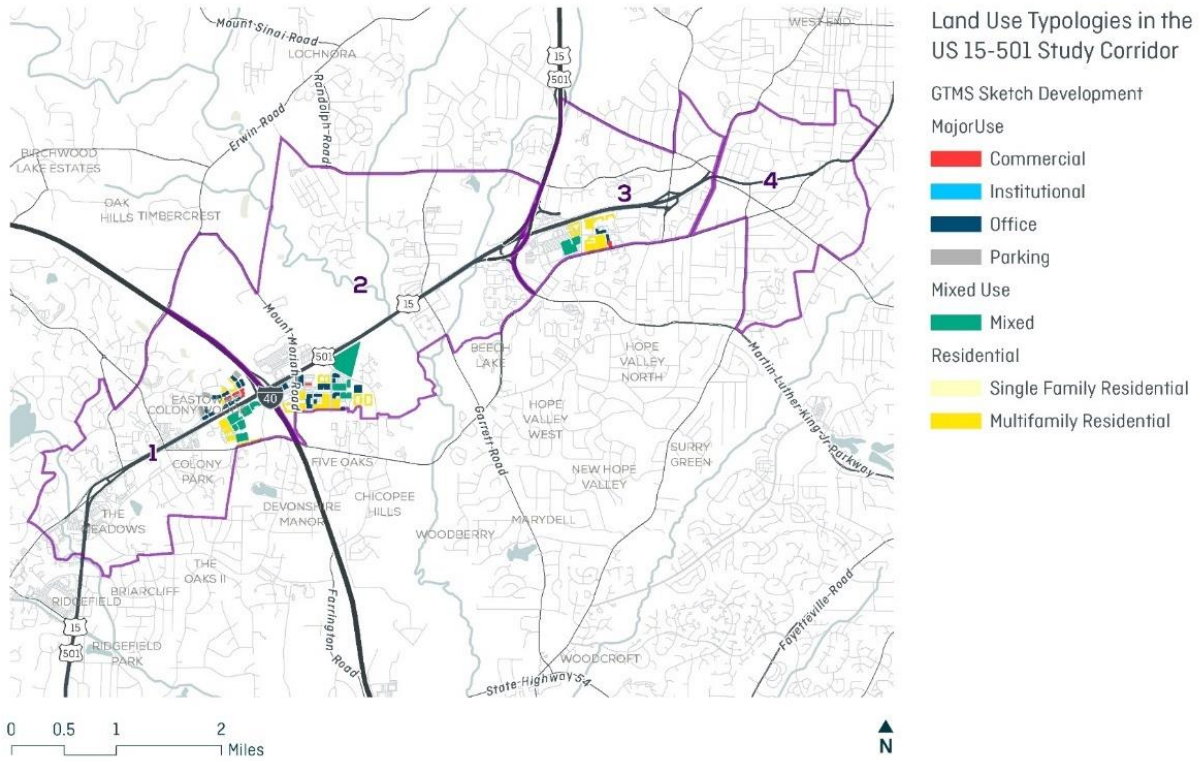 Land Use Typologies in the
US 15-501 Study Corridor
GTMS Sketch Development
MajorUse
Commercial
Institutional
Office
Parking
Mixed Use
Mixed
Residential
Single Family Residential
Multifamily Residential
Mount-Sinai-Road
LOCHNORA
WEST END
15
501
Randolph-Road
Erwin-Road
BIRCHWOOD
LAKE ESTATES
OAK
HILLS
TIMBERCREST
3
4
2
15
Mount-Moriah-Road
501
BEECH
LAKE
HOPE
VALLEY
NORTH
Martin-Luther-King-Jr-Parkway
40
COLONY
HOPE
VALLEY
WEST
Garrett-Road
1
COLONY
PARK
FIVE OAKS
SURRY
GREEN
NEW HOPE
VALLEY
CHICOPEE
HILLS
DEVONSHIRE
MANOR
THE
MEADOWS
MARYDELL
WOODBERRY
THE
OAKS II
BRIARCLIFF
RIDGEFIELD
Farrington-Road
Fayetteville-Road
15
501
RIDGEFIELD
PARK
WOODCROFT
State-Highway-54
0 0.5 1 2
Miles
N